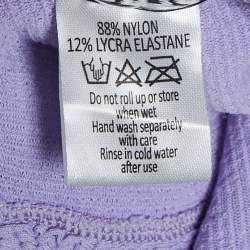 88% NYLON
12% LYCRA ELASTANE
Do not roll up or store
when wet
Hand wash separately
with care
Rinse in cold water
after use